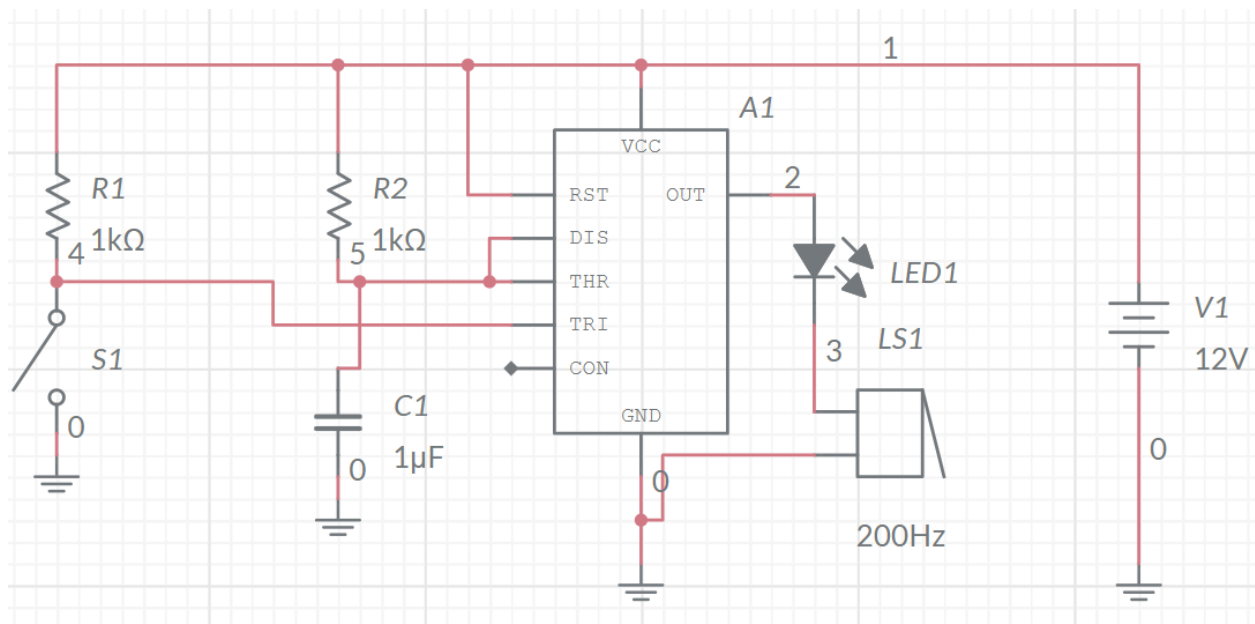 1
A1
VCC
R1
1kΩ
4
R2
1kΩ
5
RST
OUT
2
DIS
THR
TRI
CON
GND
LED1
3
LS1
V1
12V
S1
0
C1
1µF
0
0
0
200Hz